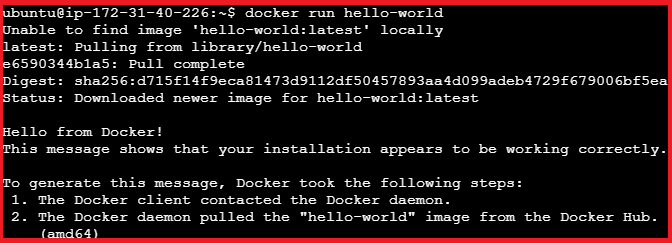 ubuntu@ip-172-31-40-226:~$ docker run hello-world
Unable to find image 'hello-world:latest' locally
latest: Pulling from library/hello-world
e6590344b1a5: Pull complete
Digest: sha256:d715f14f9eca81473d9112df50457893aa4d099adeb4729f679006bf5ea
Status: Downloaded newer image for hello-world:latest
Hello from Docker!
This message shows that your installation appears to be working correctly.
To generate this message, Docker took the following steps:
1. The Docker client contacted the Docker daemon.
2. The Docker daemon pulled the "hello-world" image from the Docker Hub.
(amd64)